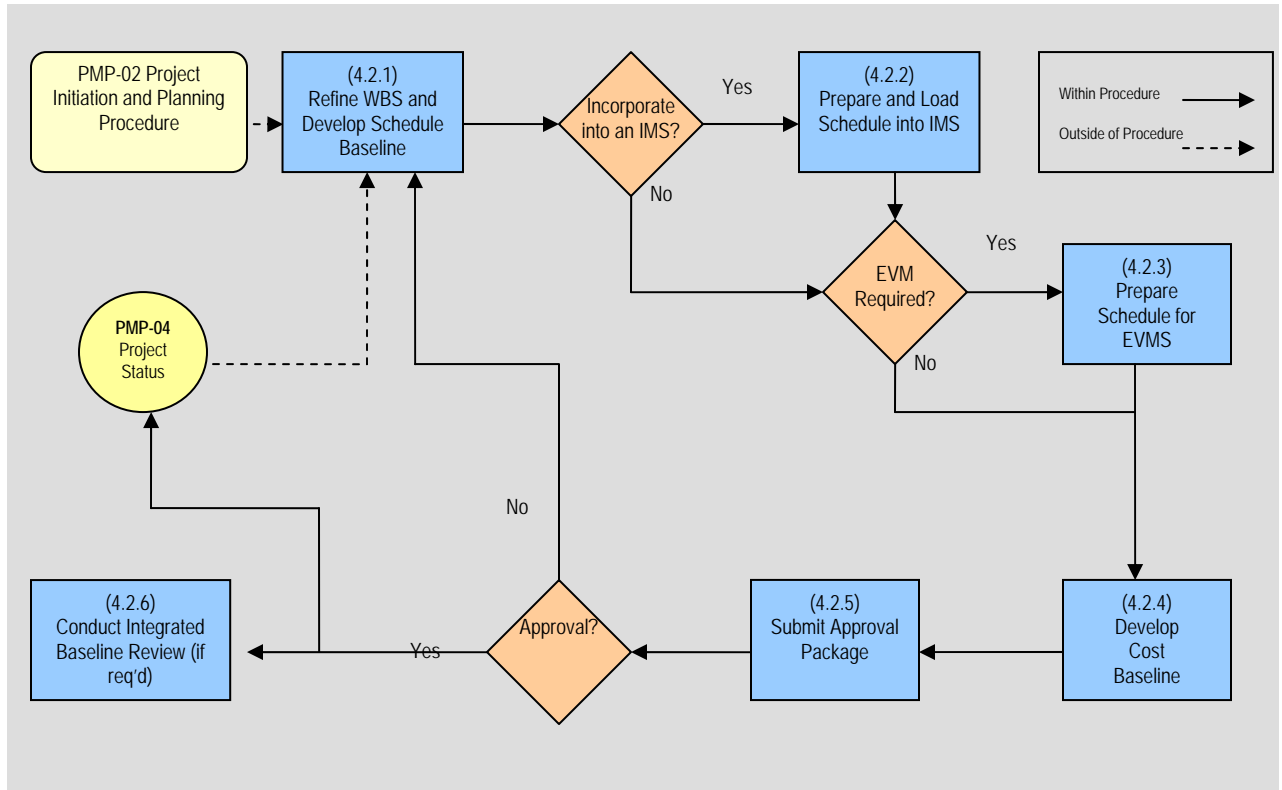 PMP-02 Project
Initiation and Planning
Procedure
(4.2.1)
Refine WBS and
Develop Schedule
Baseline
Incorporate
into an IMS?
Yes
No
(4.2.2)
Prepare and Load
Schedule into IMS
Within Procedure
Outside of Procedure
EVM
Required?
Yes
No
(4.2.3)
Prepare
Schedule for
EVMS
PMP-04
Project
Status
(4.2.4)
Develop
Cost
Baseline
(4.2.5)
Submit Approval
Package
Approval?
No
Yes
(4.2.6)
Conduct Integrated
Baseline Review (if
req’d)